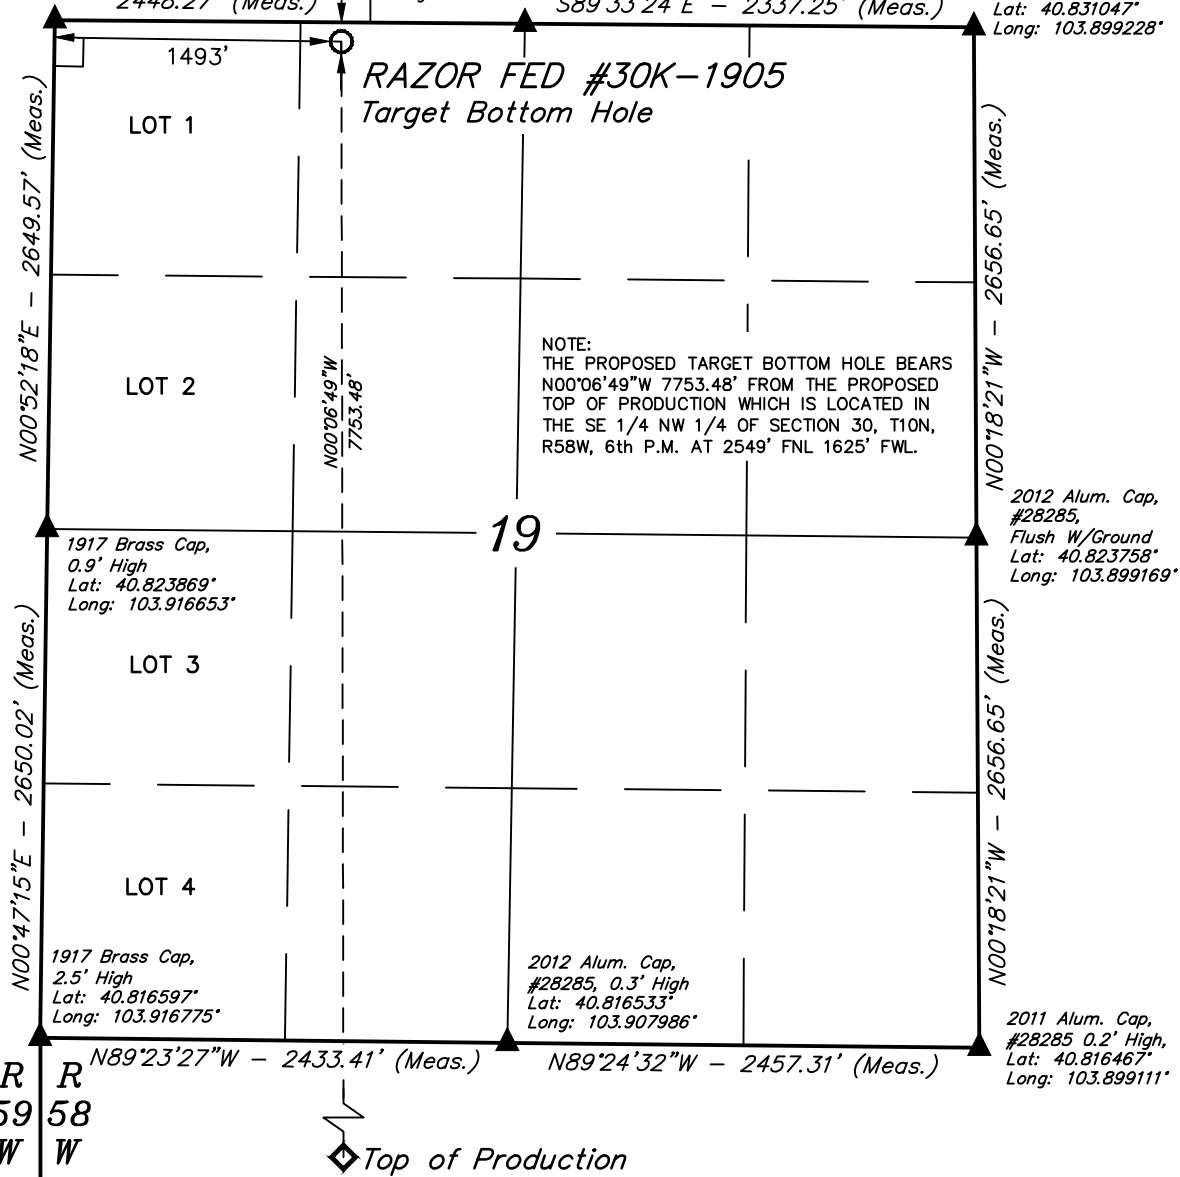 2448.27' (Meas.)
S89°33'24"E - 2337.25' (Meas.)
Lat: 40.831047°
Long: 103.899228°
1493'
RAZOR FED #30K-1905
Target Bottom Hole
LOT 1
N00°52'18"E - 2649.57' (Meas.)
N00°18'21"W - 2656.65' (Meas.)
LOT 2
N00°06'49"W
7753.48'
NOTE:
THE PROPOSED TARGET BOTTOM HOLE BEARS
N00°06'49"W 7753.48' FROM THE PROPOSED
TOP OF PRODUCTION WHICH IS LOCATED IN
THE SE 1/4 NW 1/4 OF SECTION 30, T10N,
R58W, 6th P.M. AT 2549' FNL 1625' FWL.
19
2012 Alum. Cap,
#28285,
Flush W/Ground
Lat: 40.823758°
Long: 103.899169°
1917 Brass Cap,
0.9' High
Lat: 40.823869°
Long: 103.916653°
LOT 3
N00°47'15"E - 2650.02' (Meas.)
N00°18'21"W - 2656.65' (Meas.)
LOT 4
1917 Brass Cap,
2.5' High
Lat: 40.816597°
Long: 103.916775°
2012 Alum. Cap,
#28285, 0.3' High
Lat: 40.816533°
Long: 103.907986°
2011 Alum. Cap,
#28285 0.2' High,
Lat: 40.816467°
Long: 103.899111°
N89°23'27"W - 2433.41' (Meas.)
N89°24'32"W - 2457.31' (Meas.)
R R
59 58
W W
Top of Production